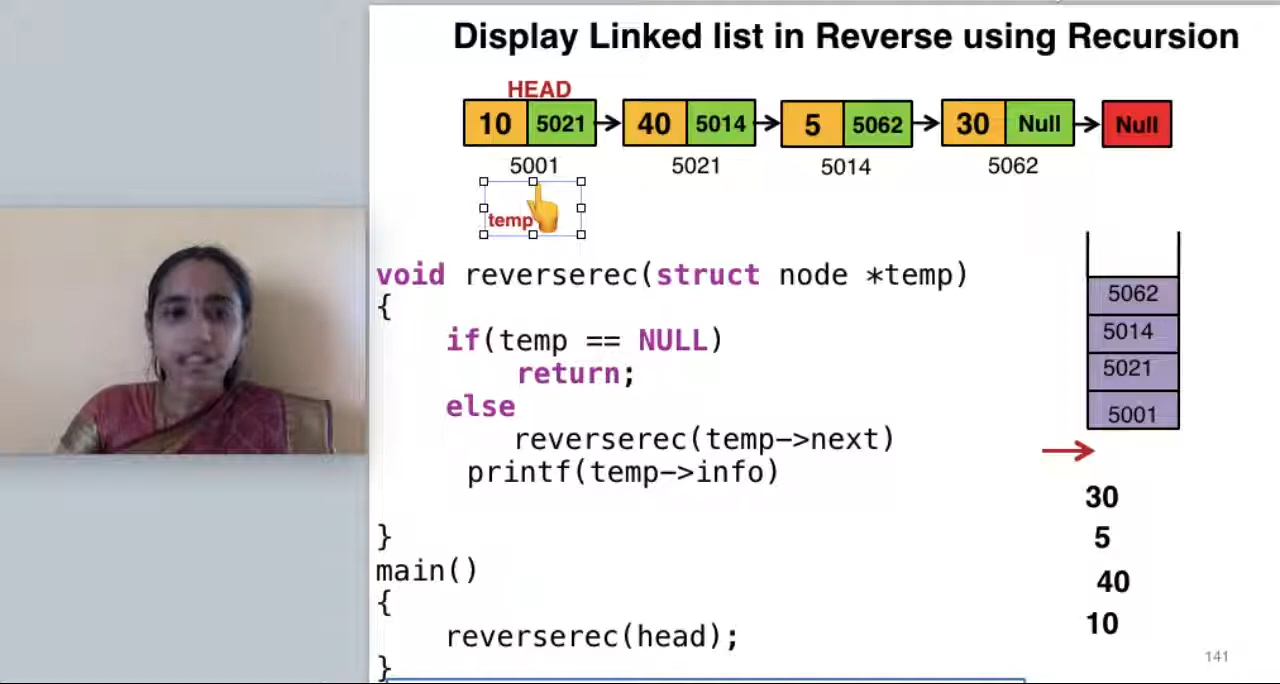 Display Linked list in Reverse using Recursion
HEAD
10 5021 40 5014 5 5062 30 Null Null
5001 5021 5014 5062
temp
void reverserec(struct node *temp)
{
if(temp == NULL)
return;
else
reverserec(temp->next)
printf(temp->info)
}
main()
{
reverserec(head);
}
5062
5014
5021
5001
30
5
40
10
141